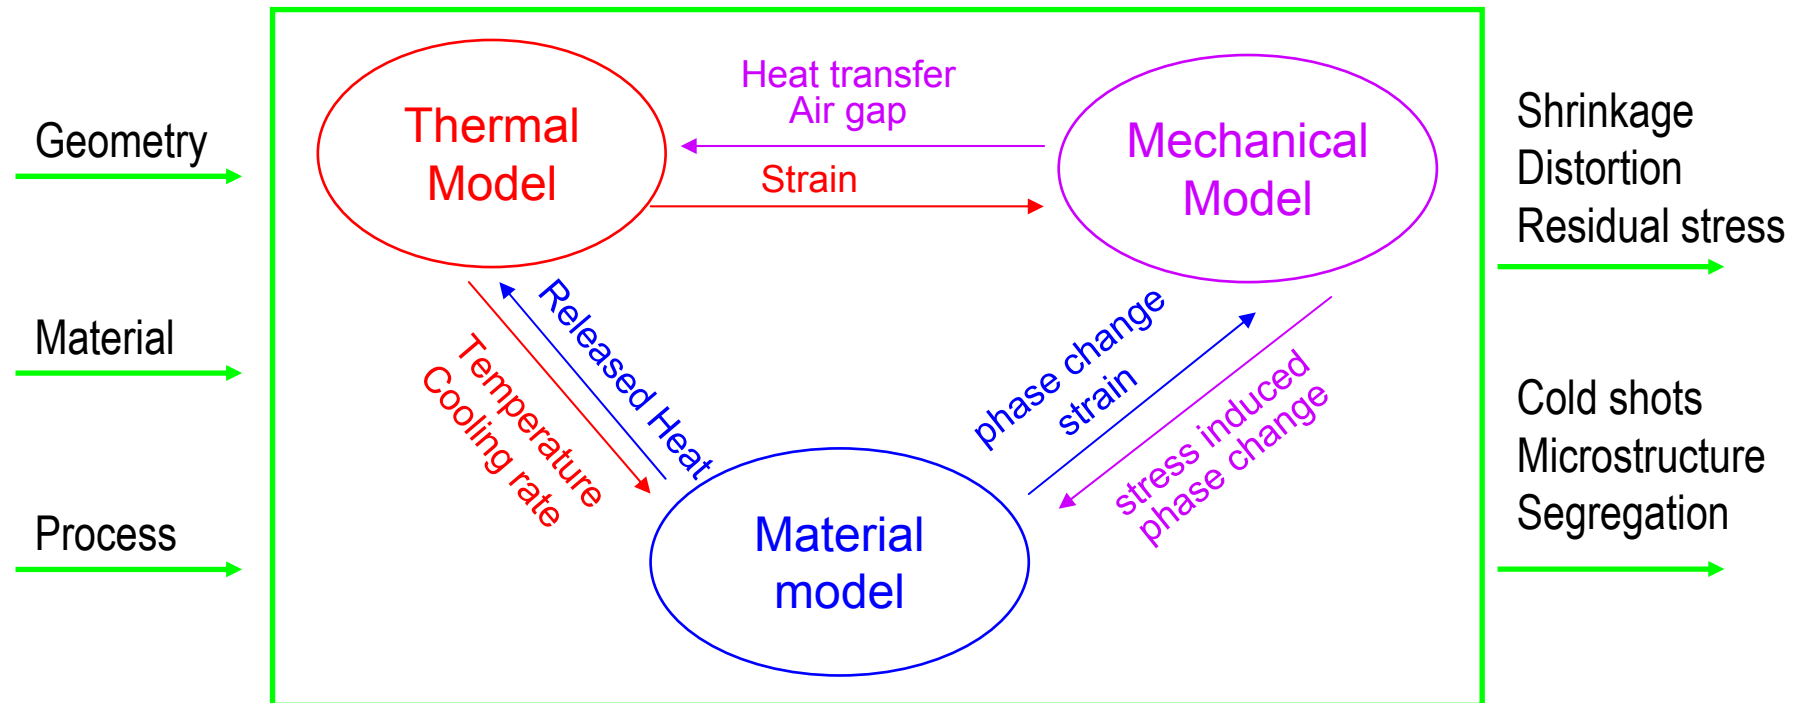 Geometry
Material
Process
Thermal
Model
Heat transfer
Air gap
Strain
Mechanical
Model
Released Heat
Temperature
Cooling rate
phase change
strain
stress induced
phase change
Material
model
Shrinkage
Distortion
Residual stress
Cold shots
Microstructure
Segregation